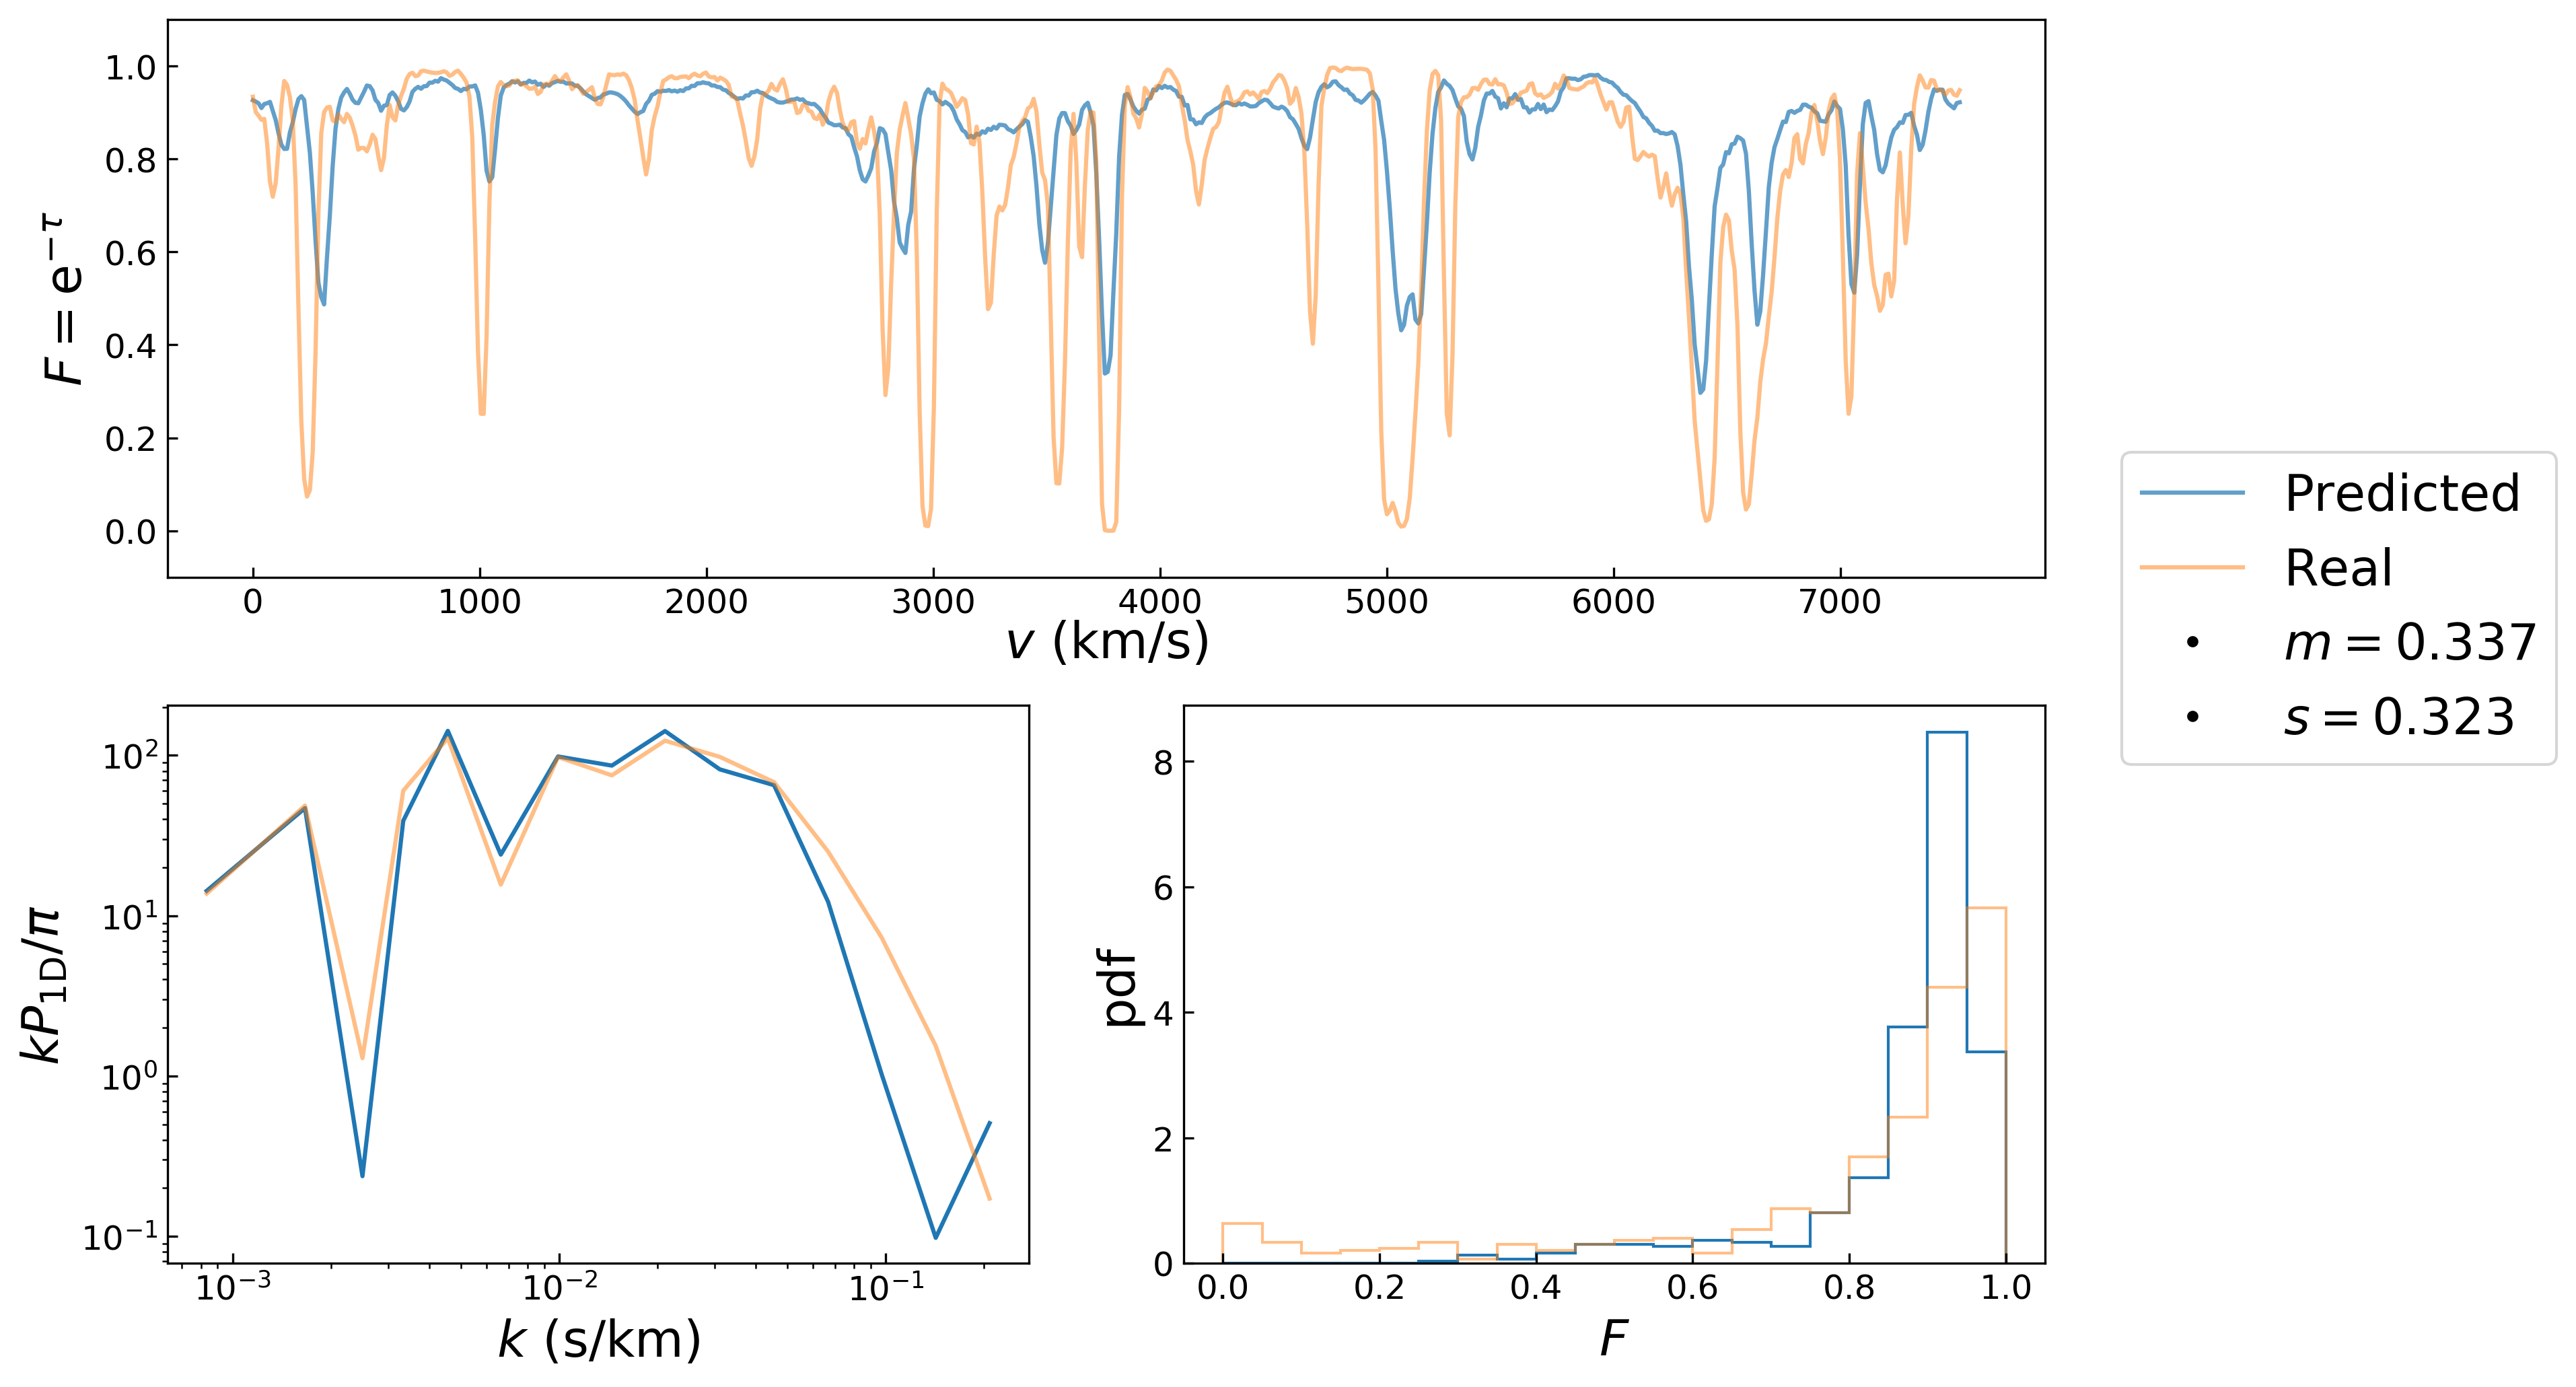 1.0
0.8
0.6
0.4
0.2
0.0
F = e^{−τ}
0 1000 2000 3000 4000 5000 6000 7000
v (km/s)
Predicted
Real
m = 0.337
s = 0.323
10^2
10^1
10^0
10^{−1}
kP_{1D}/π
10^{−3} 10^{−2} 10^{−1}
k (s/km)
8
6
4
2
0
pdf
0.0 0.2 0.4 0.6 0.8 1.0
F